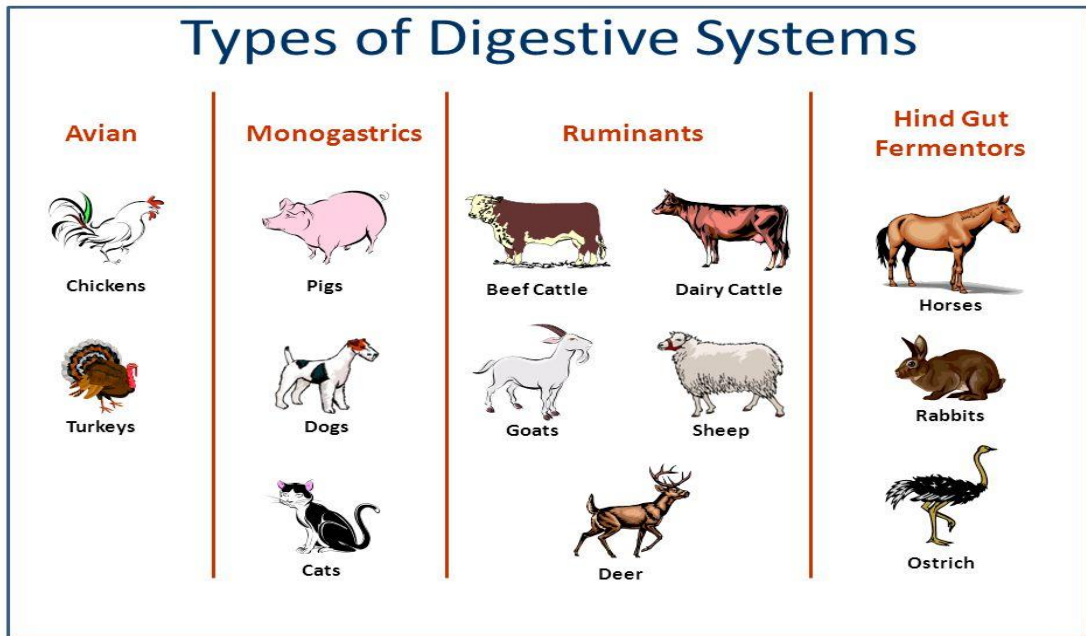 Types of Digestive Systems
Avian
Chickens
Turkeys
Monogastrics
Pigs
Dogs
Cats
Ruminants
Beef Cattle
Dairy Cattle
Goats
Sheep
Deer
Hind Gut
Fermentors
Horses
Rabbits
Ostrich